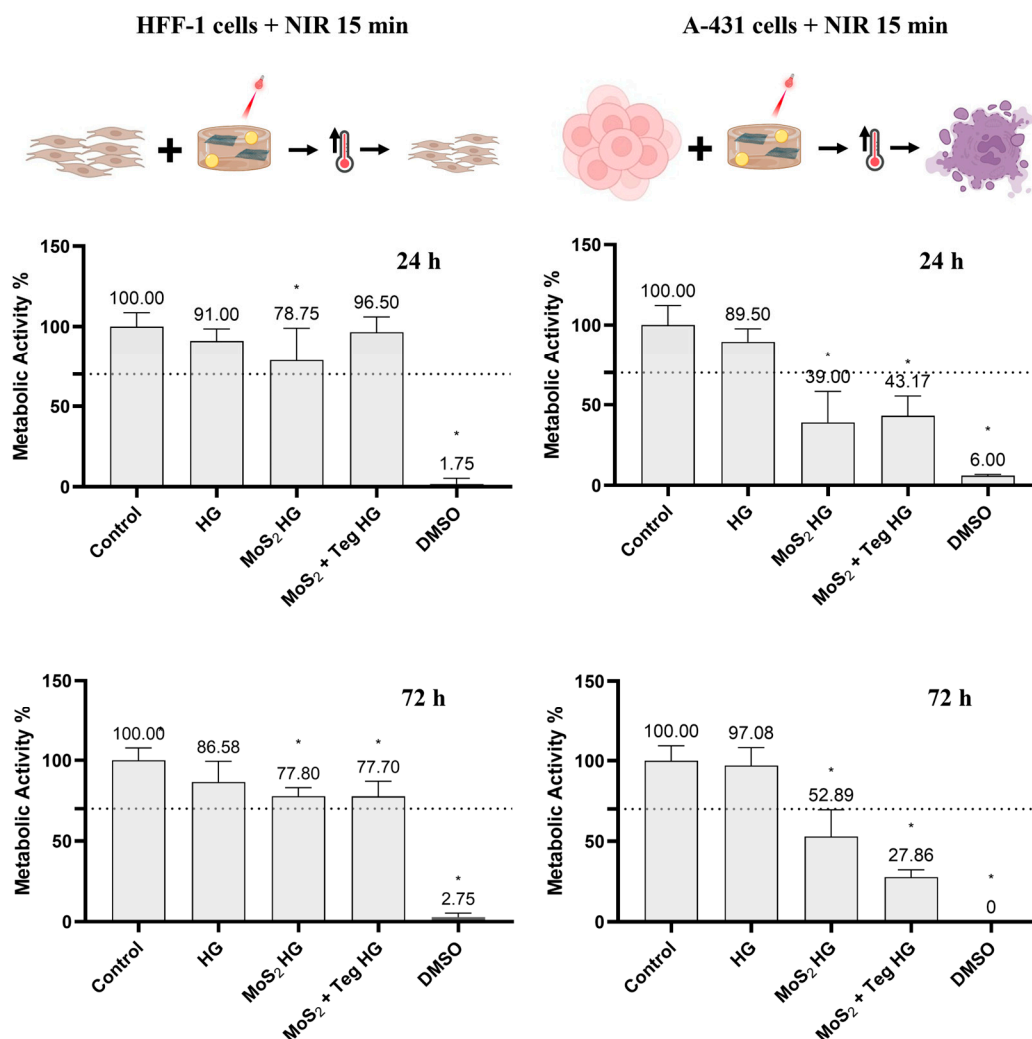 HFF-1 cells + NIR 15 min
A-431 cells + NIR 15 min
+
+
24 h
Metabolic Activity %
150
100
50
0
100.00
91.00
*
78.75
96.50
*
1.75
Control
HG
MoS₂ HG
MoS₂ + Teg HG
DMSO
24 h
Metabolic Activity %
150
100
50
0
100.00
89.50
*
39.00
*
43.17
*
6.00
Control
HG
MoS₂ HG
MoS₂ + Teg HG
DMSO
72 h
Metabolic Activity %
150
100
50
0
100.00*
86.58
*
77.80
*
77.70
*
2.75
Control
HG
MoS₂ HG
MoS₂ + Teg HG
DMSO
72 h
Metabolic Activity %
150
100
50
0
100.00
97.08
*
52.89
*
27.86
*
0
Control
HG
MoS₂ HG
MoS₂ + Teg HG
DMSO